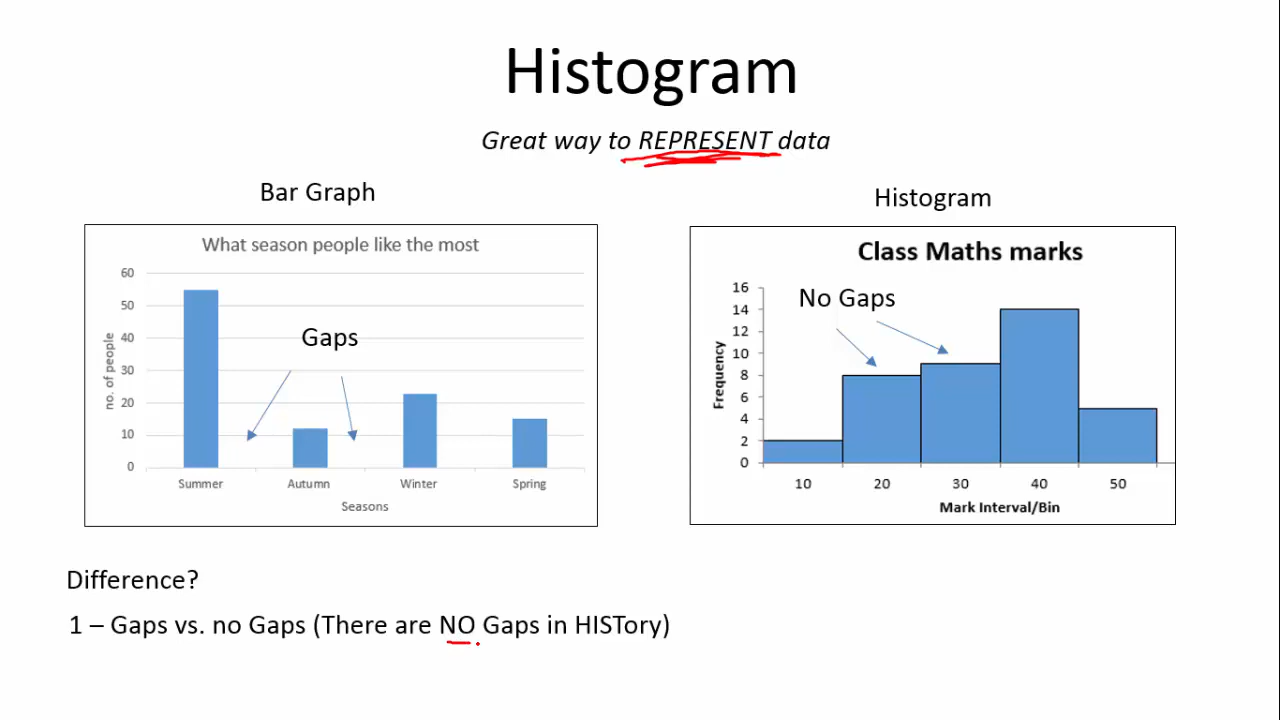 Histogram
Great way to REPRESENT data
Bar Graph
What season people like the most
60
50
40
30
20
10
0
no. of people
Gaps
Summer Autumn Winter Spring
Seasons
Histogram
Class Maths marks
No Gaps
16
14
12
10
8
6
4
2
0
Frequency
10 20 30 40 50
Mark Interval/Bin
Difference?
1 – Gaps vs. no Gaps (There are NO Gaps in HISTory)